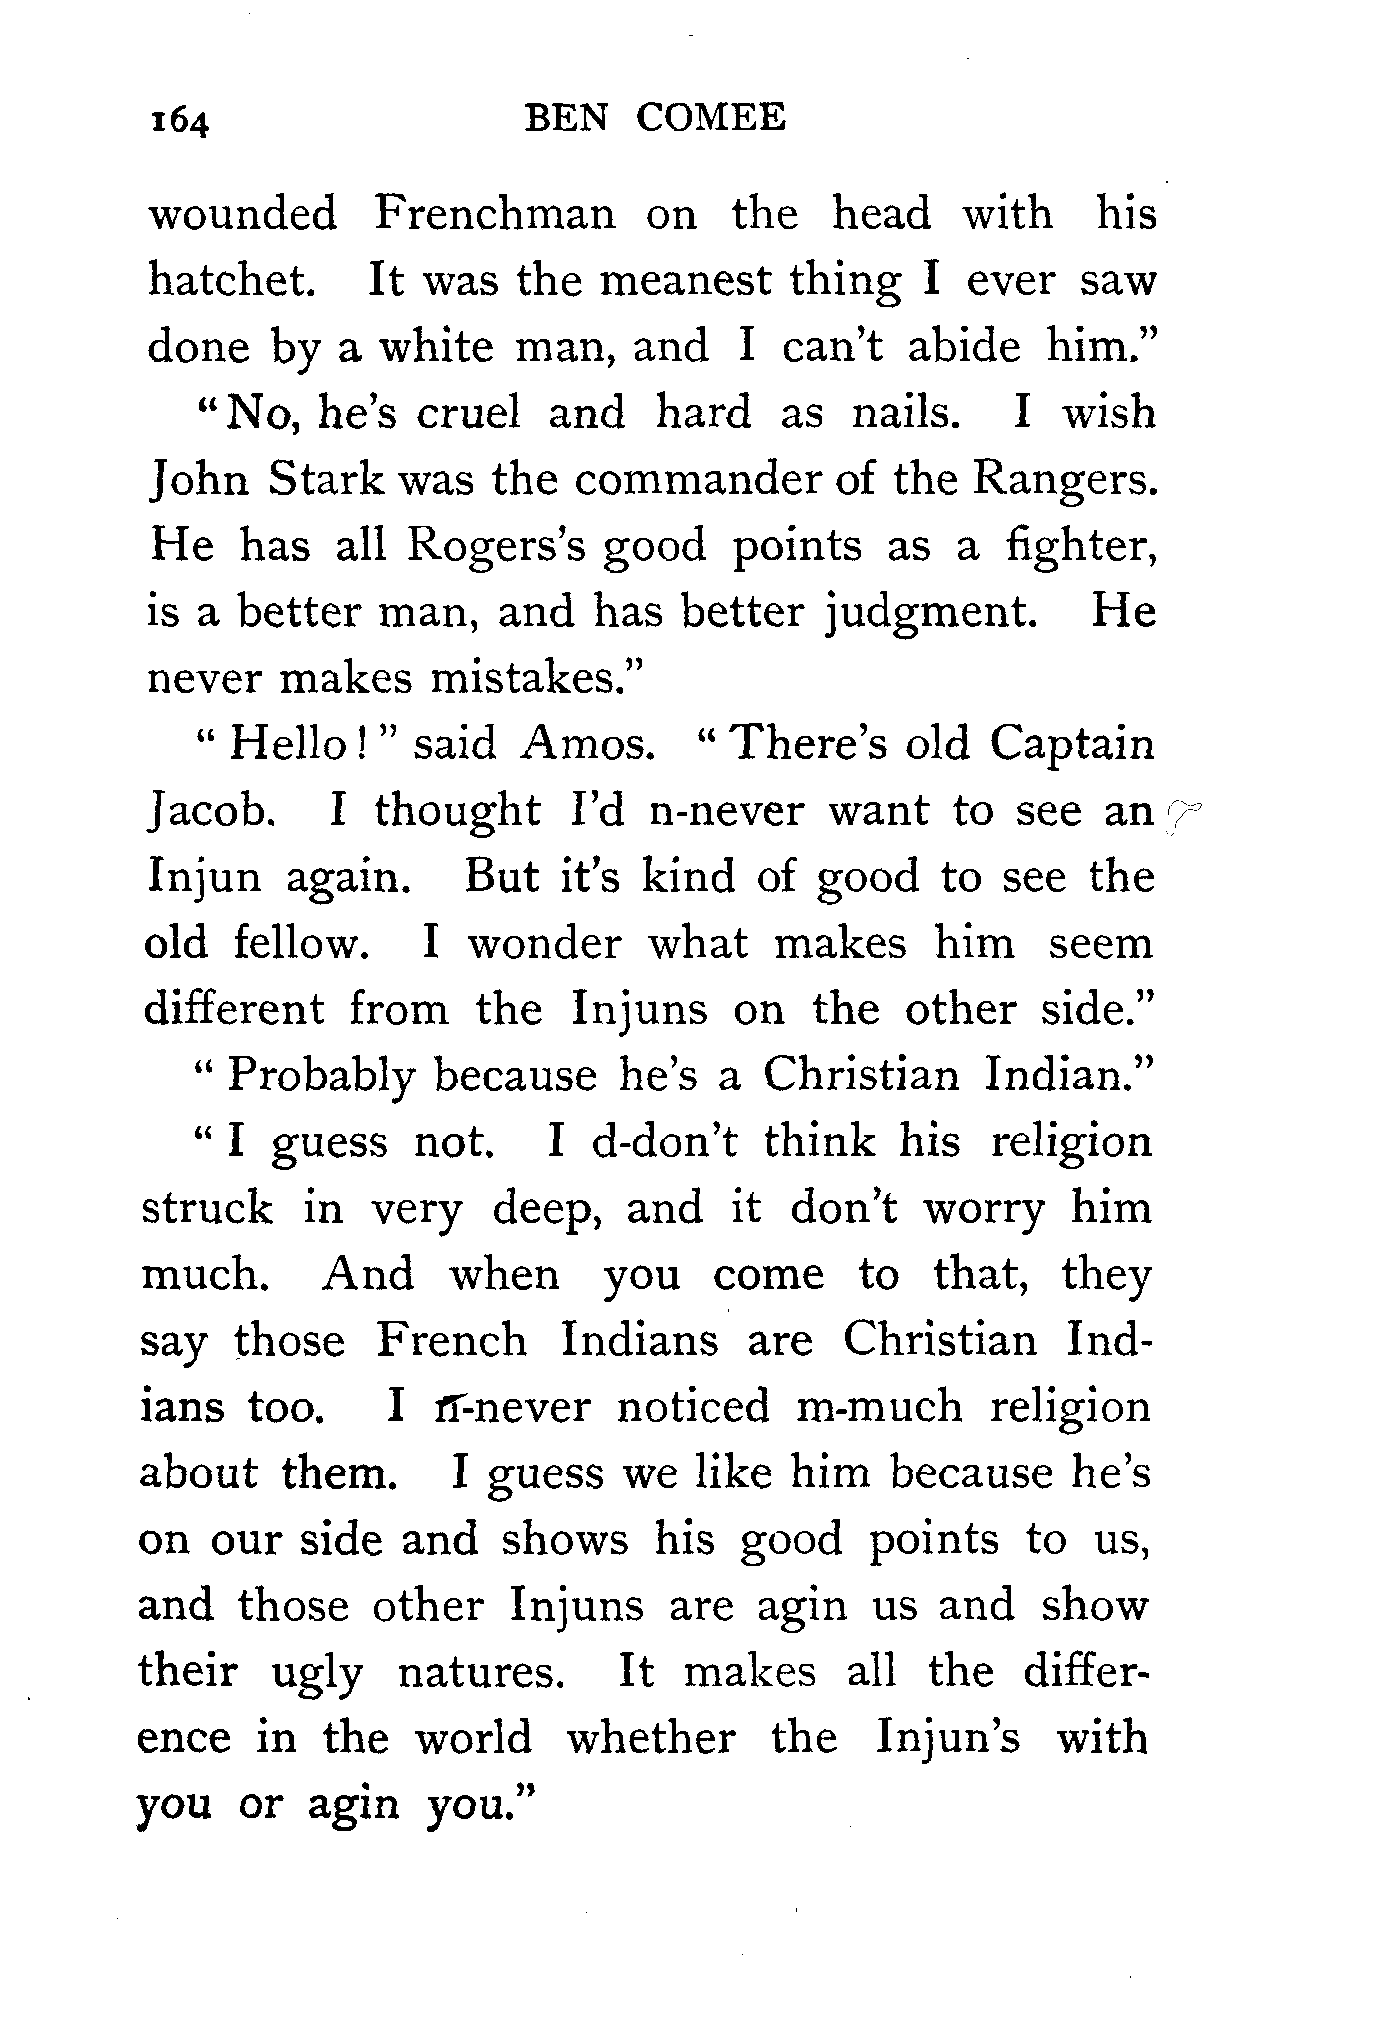 164 BEN COMEE
wounded Frenchman on the head with his
hatchet. It was the meanest thing I ever saw
done by a white man, and I can't abide him."
"No, he's cruel and hard as nails. I wish
John Stark was the commander of the Rangers.
He has all Rogers's good points as a fighter,
is a better man, and has better judgment. He
never makes mistakes."
"Hello!" said Amos. "There's old Captain
Jacob. I thought I'd n-never want to see an
Injun again. But it's kind of good to see the
old fellow. I wonder what makes him seem
different from the Injuns on the other side."
"Probably because he's a Christian Indian."
"I guess not. I d-don't think his religion
struck in very deep, and it don't worry him
much. And when you come to that, they
say those French Indians are Christian Ind-
ians too. I n-never noticed m-much religion
about them. I guess we like him because he's
on our side and shows his good points to us,
and those other Injuns are agin us and show
their ugly natures. It makes all the differ-
ence in the world whether the Injun's with
you or agin you."